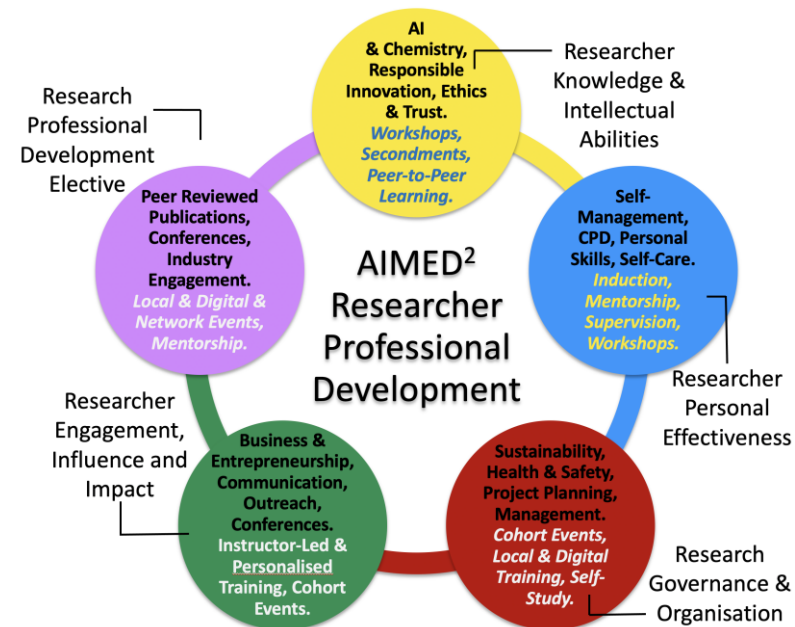 AI
& Chemistry,
Responsible
Innovation, Ethics
& Trust.
Workshops,
Secondments,
Peer-to-Peer
Learning.
Researcher
Knowledge &
Intellectual
Abilities
Research
Professional
Development
Elective
Peer Reviewed
Publications,
Conferences,
Industry
Engagement.
Local & Digital &
Network Events,
Mentorship.
Self-
Management,
CPD, Personal
Skills, Self-Care.
Induction,
Mentorship,
Supervision,
Workshops.
AIMED²
Researcher
Professional
Development
Researcher
Personal
Effectiveness
Researcher
Engagement,
Influence and
Impact
Business &
Entrepreneurship,
Communication,
Outreach,
Conferences.
Instructor-Led &
Personalised
Training, Cohort
Events.
Sustainability,
Health & Safety,
Project Planning,
Management.
Cohort Events,
Local & Digital
Training, Self-
Study.
Research
Governance &
Organisation